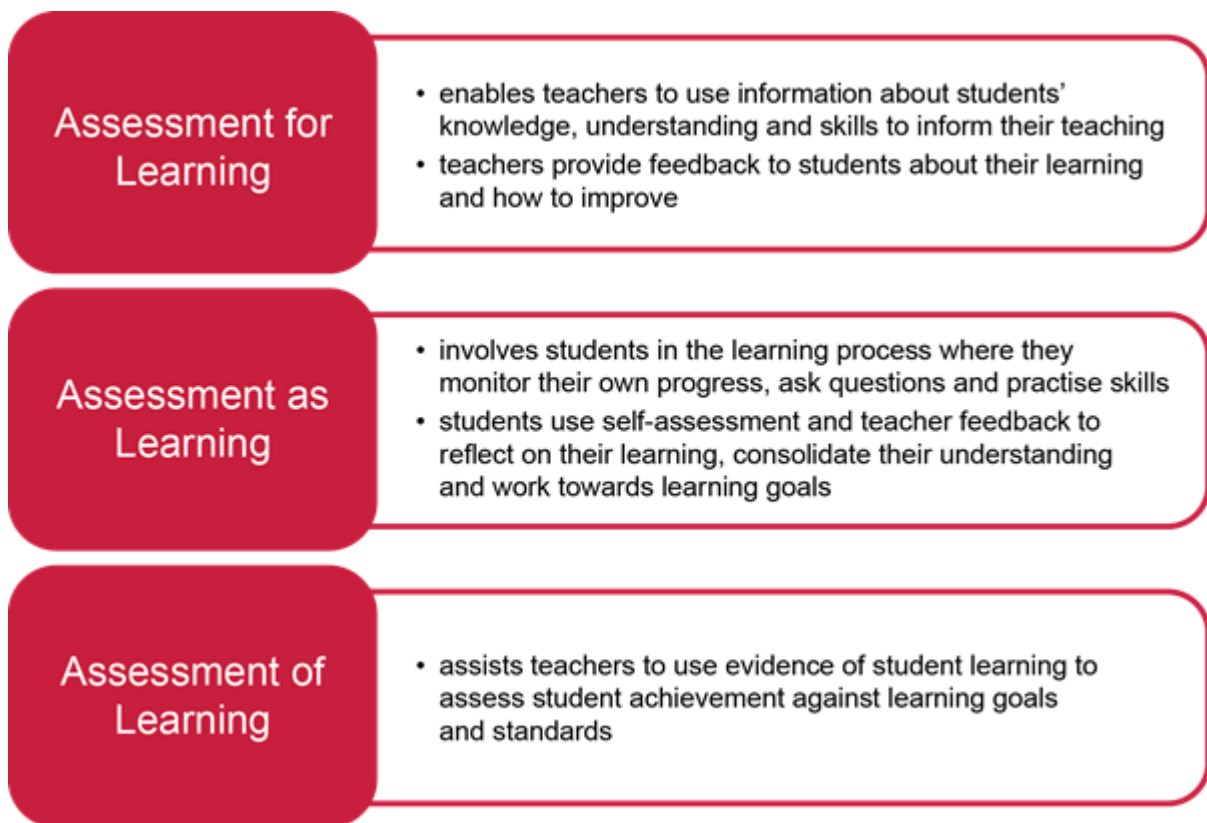 Assessment for
Learning
• enables teachers to use information about students'
knowledge, understanding and skills to inform their teaching
• teachers provide feedback to students about their learning
and how to improve
Assessment as
Learning
• involves students in the learning process where they
monitor their own progress, ask questions and practise skills
• students use self-assessment and teacher feedback to
reflect on their learning, consolidate their understanding
and work towards learning goals
Assessment of
Learning
• assists teachers to use evidence of student learning to
assess student achievement against learning goals
and standards